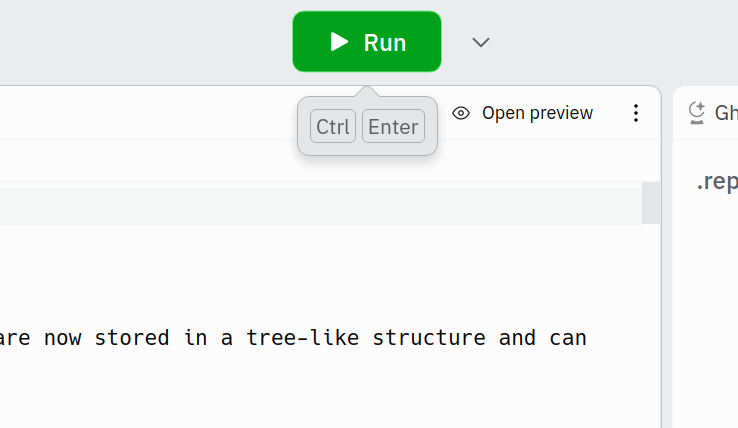 Run
Ctrl Enter
Open preview
Gh
.rep
are now stored in a tree-like structure and can